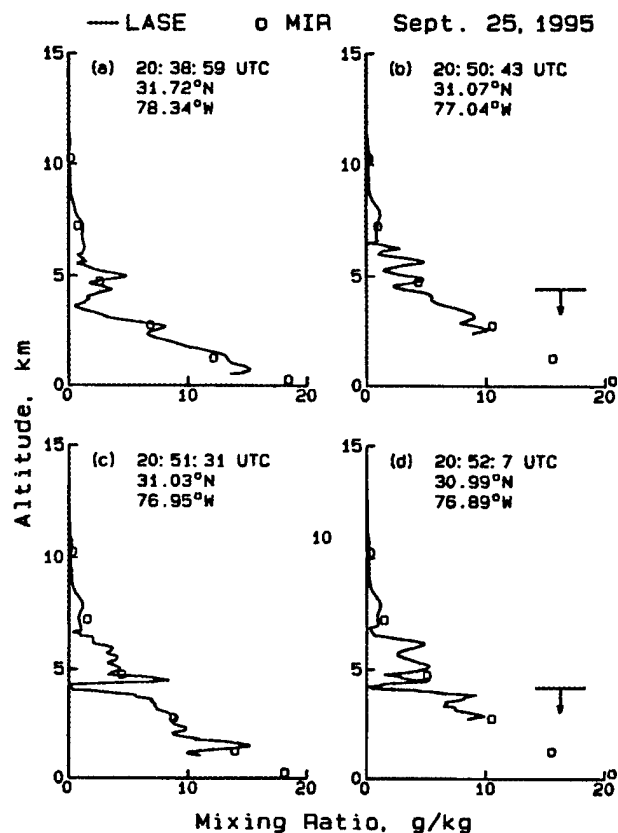 LASE MIR Sept. 25, 1995
(a) 20:38:59 UTC
31.72°N
78.34°W
(b) 20:50:43 UTC
31.07°N
77.04°W
15
10
5
0
15
10
5
0
0 10 20
0 10 20
(c) 20:51:31 UTC
31.03°N
76.95°W
(d) 20:52:7 UTC
30.99°N
76.89°W
15
10
5
0
15
10
5
0
0 10 20
0 10 20
Altitude, km
Mixing Ratio, g/kg